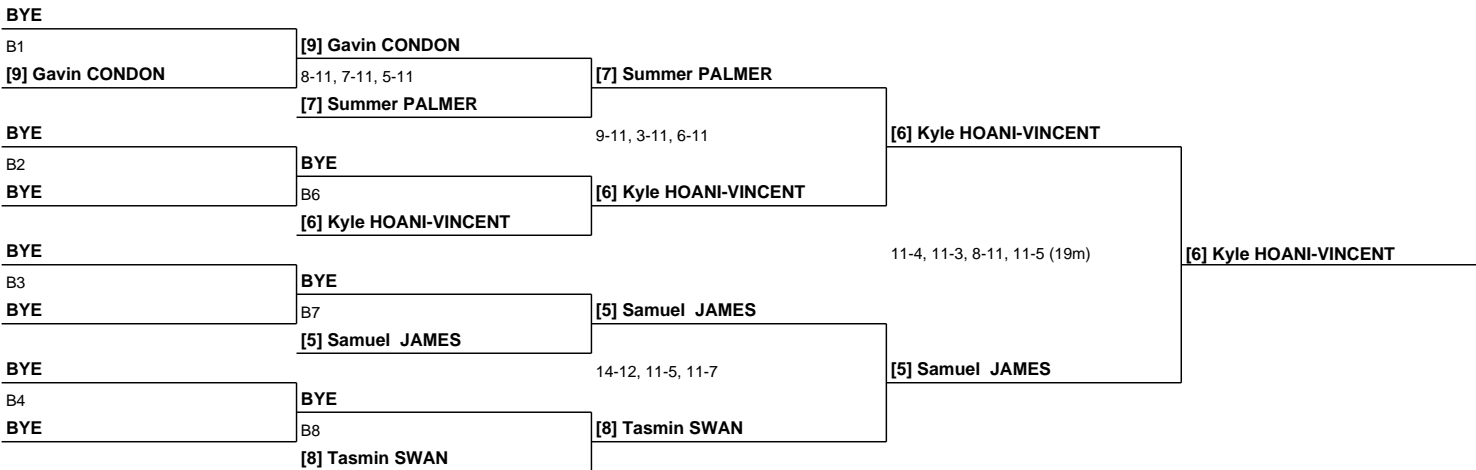 BYE
B1
[9] Gavin CONDON
[9] Gavin CONDON
8-11, 7-11, 5-11
[7] Summer PALMER
[7] Summer PALMER
BYE
9-11, 3-11, 6-11
[6] Kyle HOANI-VINCENT
B2
BYE
BYE
B6
[6] Kyle HOANI-VINCENT
[6] Kyle HOANI-VINCENT
BYE
11-4, 11-3, 8-11, 11-5 (19m)
[6] Kyle HOANI-VINCENT
B3
BYE
BYE
B7
[5] Samuel  JAMES
[5] Samuel  JAMES
BYE
14-12, 11-5, 11-7
[5] Samuel  JAMES
B4
BYE
BYE
B8
[8] Tasmin SWAN
[8] Tasmin SWAN